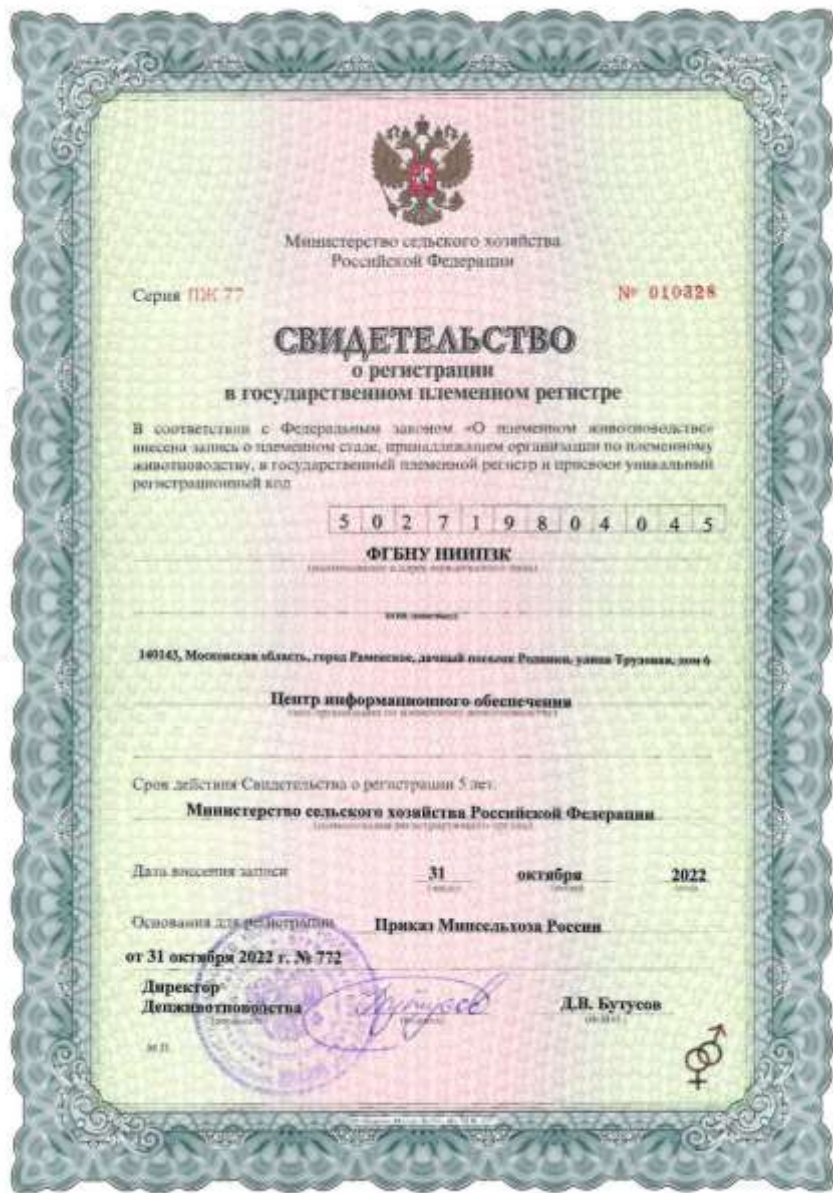 Министерство сельского хозяйства
Российской Федерации
Серия ПЖ 77
№ 010328
СВИДЕТЕЛЬСТВО
о регистрации
в государственном племенном регистре
В соответствии с Федеральным законом «О племенном животноводстве»
внесена запись о племенном стаде, принадлежащем организации по племенному
животноводству, в государственный племенной регистр и присвоен уникальный
регистрационный код
5 0 2 7 1 9 8 0 4 0 4 5
ФГБНУ НИИПЗК
140143, Московская область, город Раменское, дачный поселок Родники, улица Трудовая, дом 6
Центр информационного обеспечения
Срок действия Свидетельства о регистрации 5 лет.
Министерство сельского хозяйства Российской Федерации
Дата внесения записи 31 октября 2022
Основания для регистрации Приказ Минсельхоза России
от 31 октября 2022 г. № 772
Директор
Депживотноводства
Д.В. Бутусов
М.П.